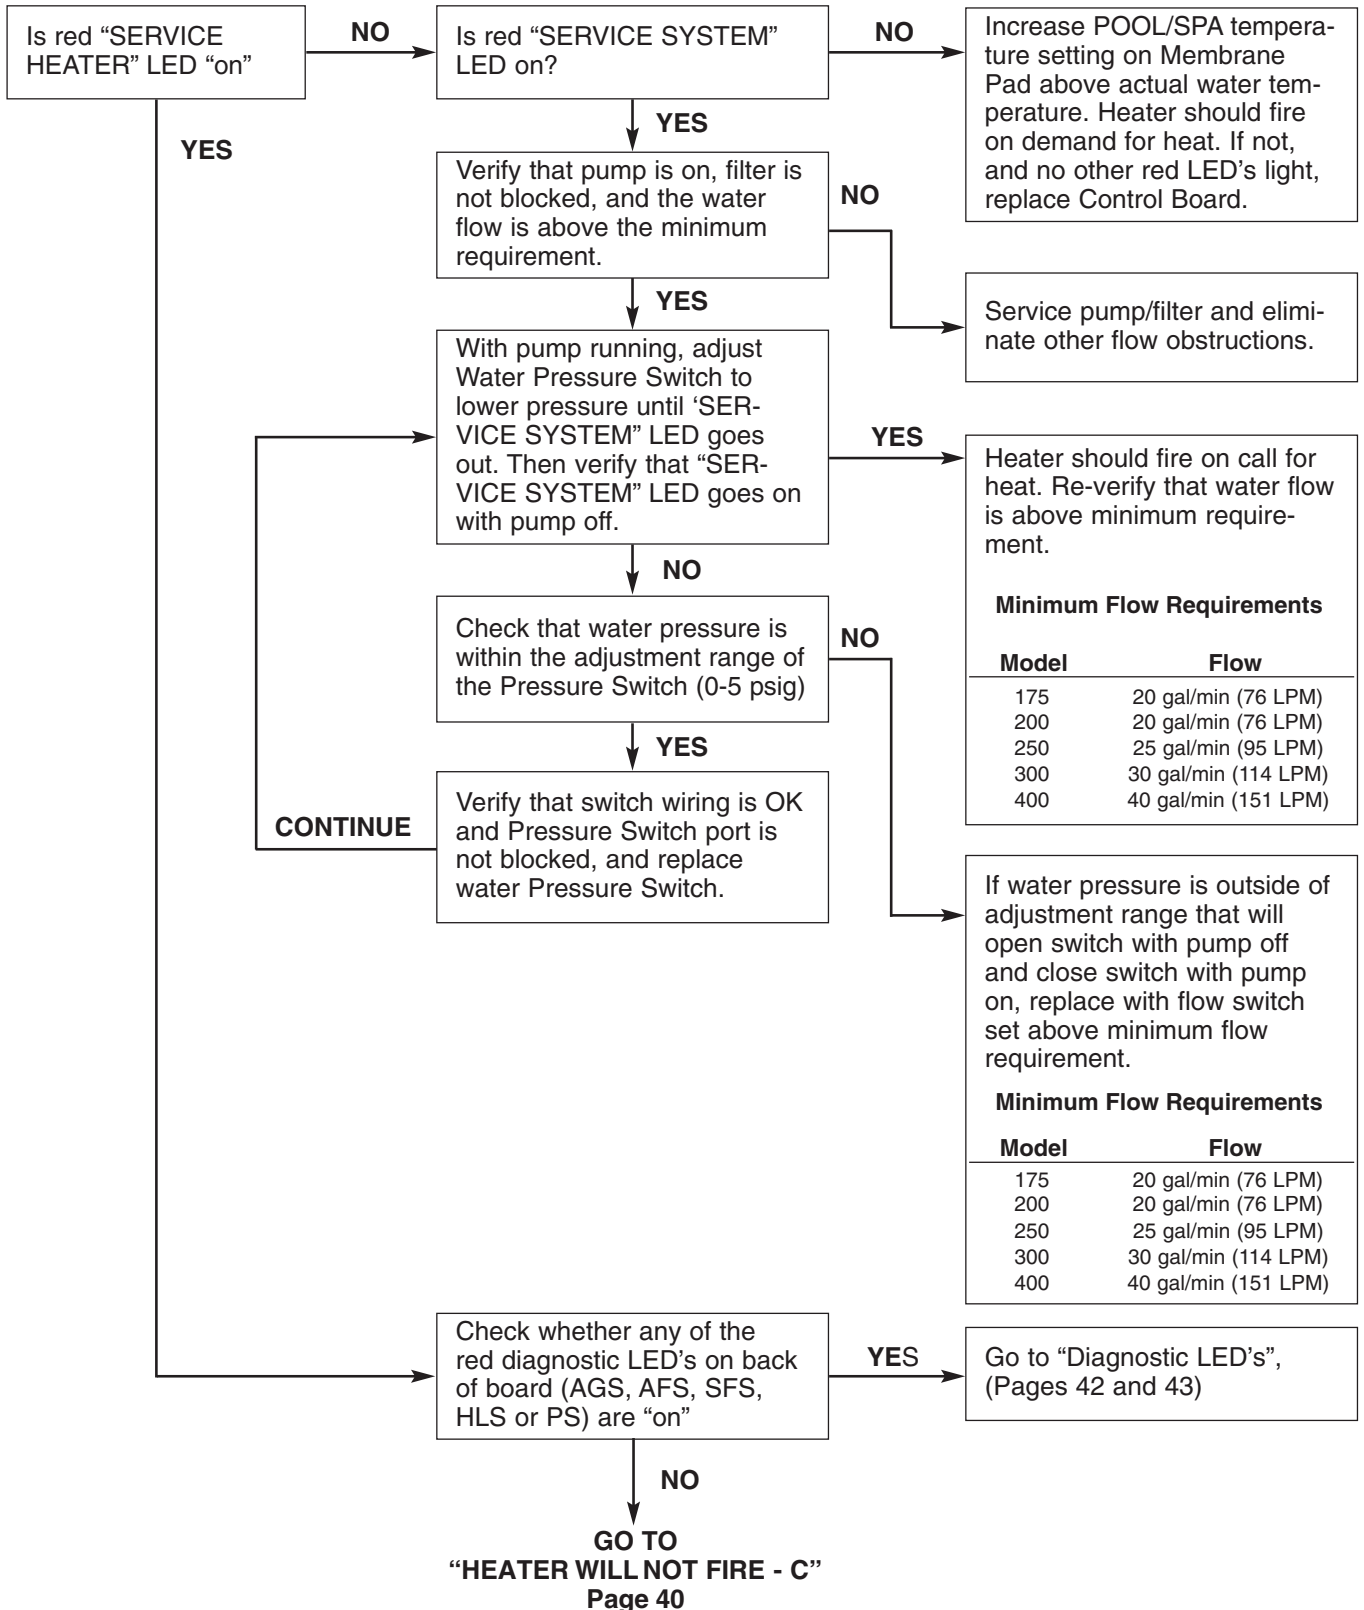 Is red “SERVICE
HEATER” LED “on”
NO
Is red “SERVICE SYSTEM”
LED on?
NO
Increase POOL/SPA tempera-
ture setting on Membrane
Pad above actual water tem-
perature. Heater should fire
on demand for heat. If not,
and no other red LED's light,
replace Control Board.
YES
YES
Verify that pump is on, filter is
not blocked, and the water
flow is above the minimum
requirement.
NO
Service pump/filter and elimi-
nate other flow obstructions.
YES
With pump running, adjust
Water Pressure Switch to
lower pressure until ‘SER-
VICE SYSTEM” LED goes
out. Then verify that “SER-
VICE SYSTEM” LED goes on
with pump off.
YES
Heater should fire on call for
heat. Re-verify that water flow
is above minimum require-
ment.
Minimum Flow Requirements
Model Flow
175 20 gal/min (76 LPM)
200 20 gal/min (76 LPM)
250 25 gal/min (95 LPM)
300 30 gal/min (114 LPM)
400 40 gal/min (151 LPM)
NO
Check that water pressure is
within the adjustment range of
the Pressure Switch (0-5 psig)
NO
YES
Verify that switch wiring is OK
and Pressure Switch port is
not blocked, and replace
water Pressure Switch.
CONTINUE
If water pressure is outside of
adjustment range that will
open switch with pump off
and close switch with pump
on, replace with flow switch
set above minimum flow
requirement.
Minimum Flow Requirements
Model Flow
175 20 gal/min (76 LPM)
200 20 gal/min (76 LPM)
250 25 gal/min (95 LPM)
300 30 gal/min (114 LPM)
400 40 gal/min (151 LPM)
Check whether any of the
red diagnostic LED's on back
of board (AGS, AFS, SFS,
HLS or PS) are “on”
YES
Go to “Diagnostic LED's”,
(Pages 42 and 43)
NO
GO TO
“HEATER WILL NOT FIRE - C”
Page 40